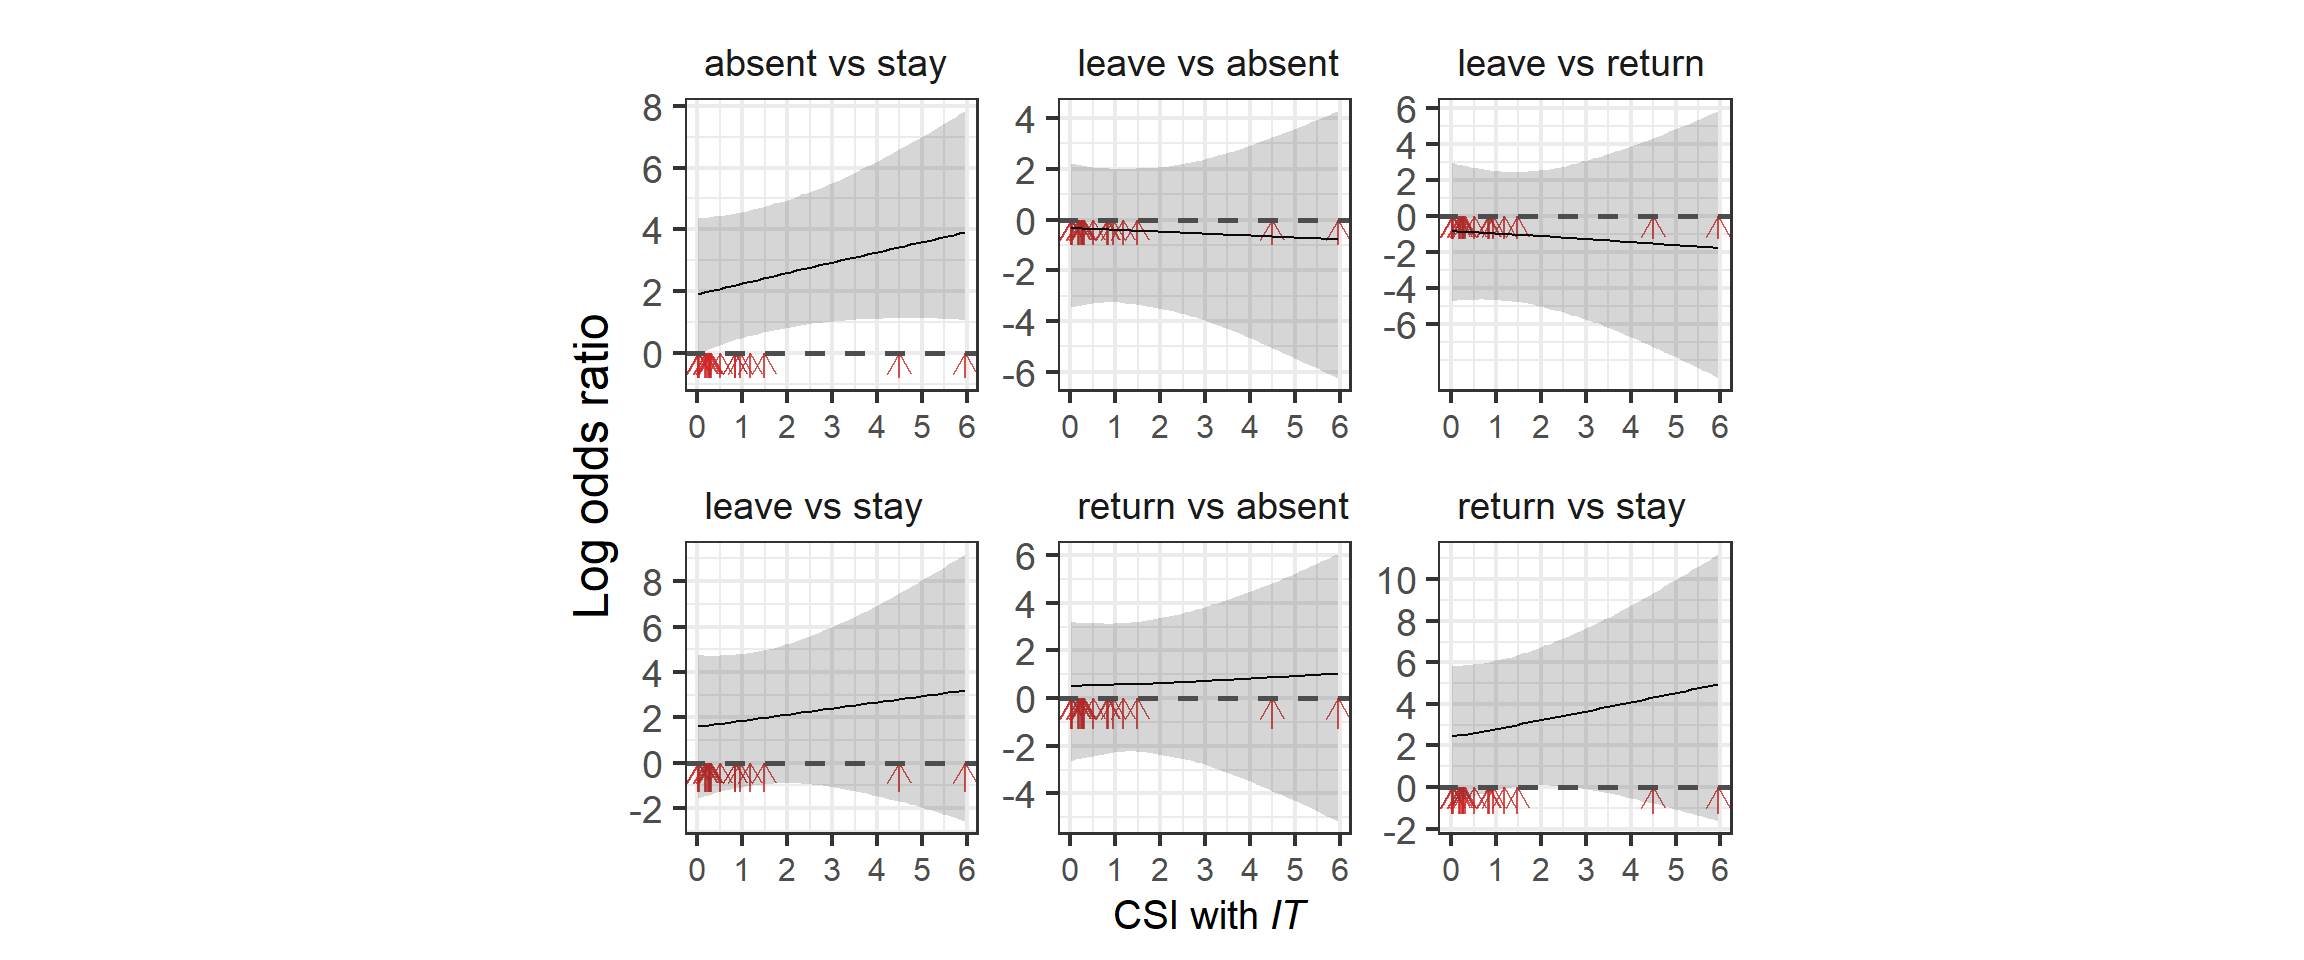 absent vs stay
leave vs absent
leave vs return
8
6
4
2
0
4
2
0
-2
-4
-6
6
4
2
0
-2
-4
-6
0 1 2 3 4 5 6
0 1 2 3 4 5 6
0 1 2 3 4 5 6
Log odds ratio
leave vs stay
return vs absent
return vs stay
8
6
4
2
0
-2
6
4
2
0
-2
-4
10
8
6
4
2
0
-2
0 1 2 3 4 5 6
0 1 2 3 4 5 6
0 1 2 3 4 5 6
CSI with IT